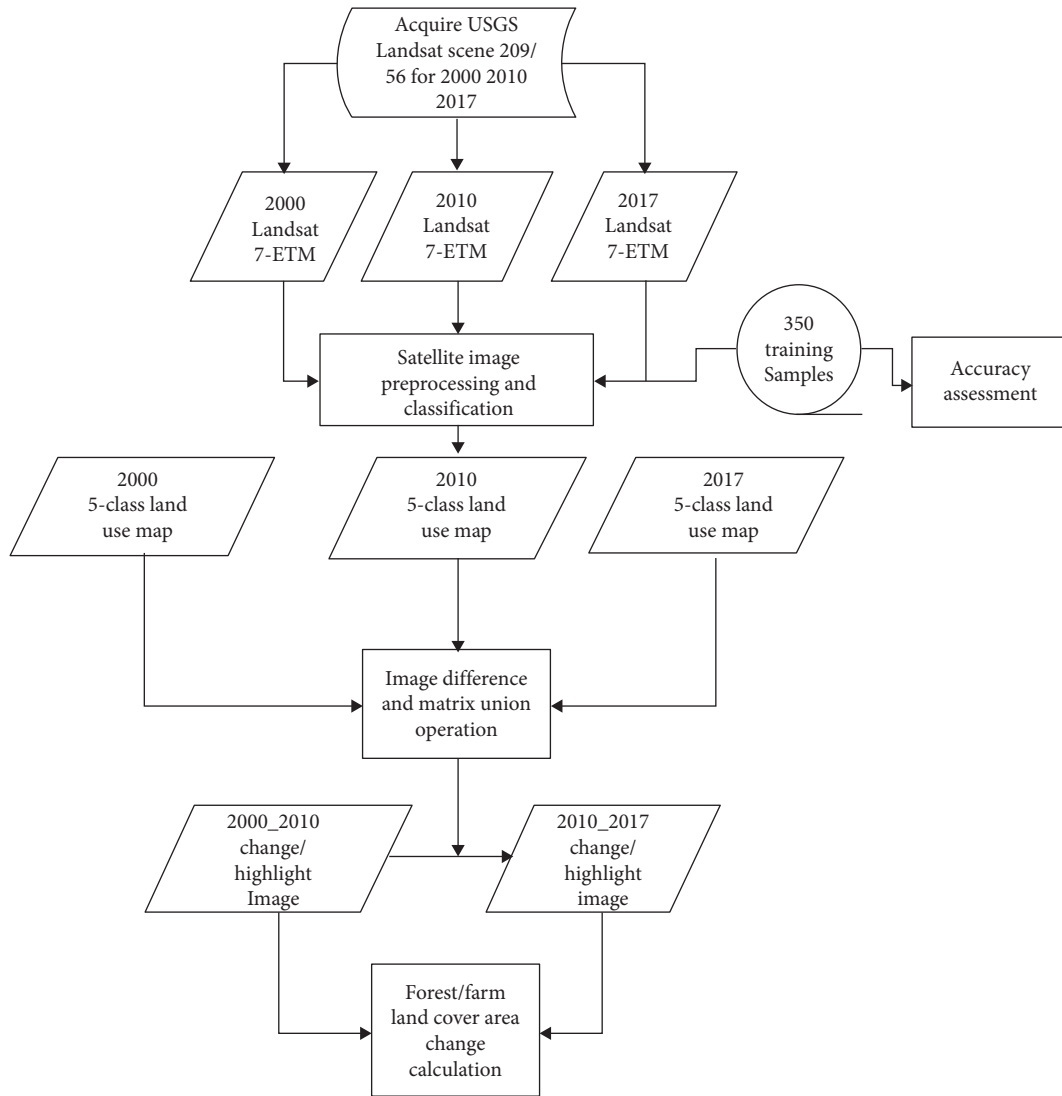 Acquire USGS
Landsat scene 209/
56 for 2000 2010
2017
2000
Landsat
7-ETM
2010
Landsat
7-ETM
2017
Landsat
7-ETM
350
training
Samples
Satellite image
preprocessing and
classification
Accuracy
assessment
2000
5-class land
use map
2010
5-class land
use map
2017
5-class land
use map
Image difference
and matrix union
operation
2000_2010
change/
highlight
Image
2010_2017
change/
highlight
image
Forest/farm
land cover area
change
calculation